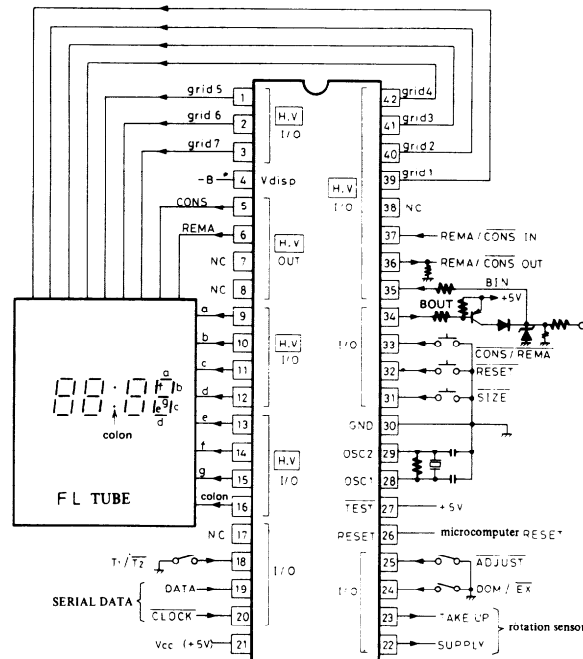 grid5 1 42 grid4
grid6 2 H.V I/O 41 grid3
grid7 3 40 grid2
-B 4 Vdisp 39 grid1
CONS 5 H.V I/O 38 NC
REMA 6 H.V OUT 37 REMA/CONS IN
NC 7 36 REMA/CONS OUT
NC 8 35 BIN
a 9 34 BOUT +5V
b 10 H.V I/O I/O 33 CONS/REMA
c 11 32 RESET
d 12 31 SIZE
e 13 GND 30
f 14 OSC2 29
g 15 H.V I/O OSC1 28
colon 16 TEST 27 +5V
NC 17 RESET 26 microcomputer RESET
T1/T2 18 I/O 25 ADJUST
SERIAL DATA DATA 19 I/O 24 DOM/EX
CLOCK 20 23 TAKE UP rotation sensor
Vcc (+5V) 21 22 SUPPLY
88:88
a
f b
g
e c
d
colon
FL TUBE